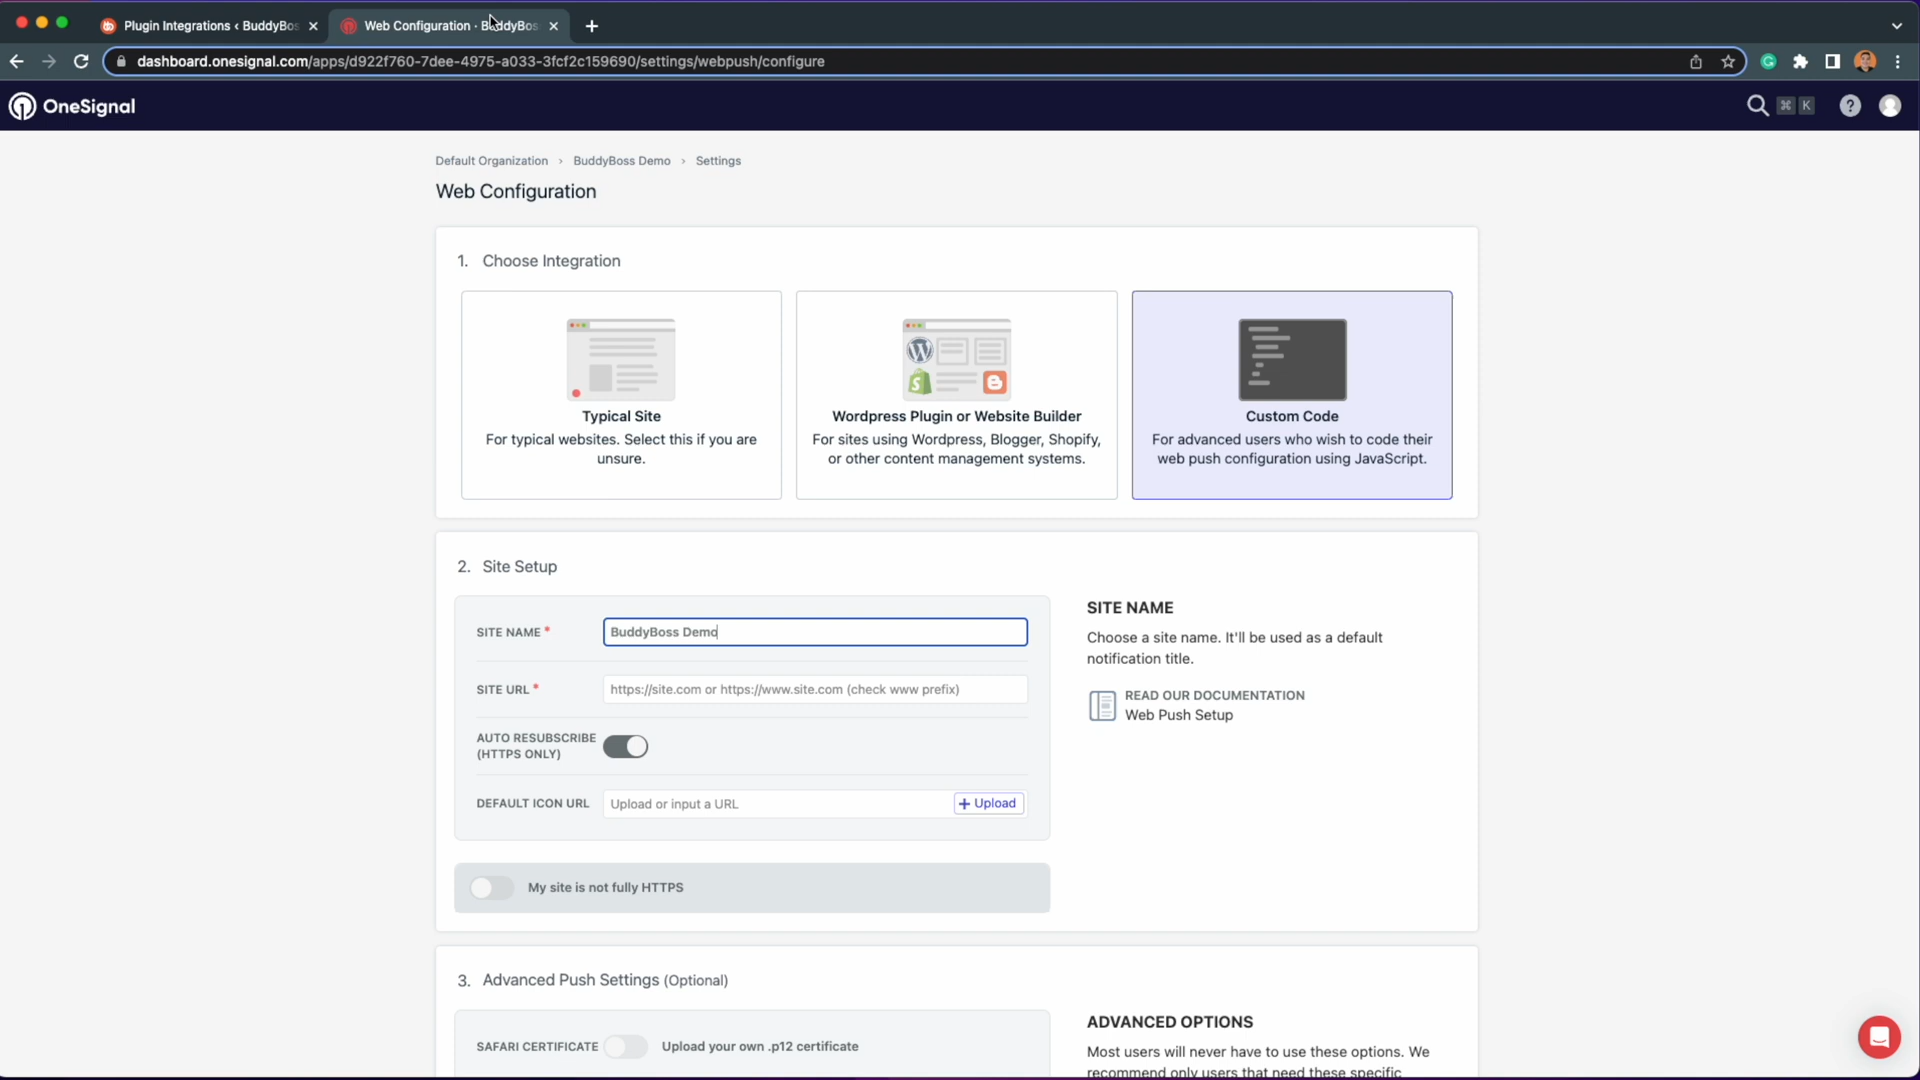 Plugin Integrations ‹ BuddyBos
Web Configuration · BuddyBos
dashboard.onesignal.com/apps/d922f760-7dee-4975-a033-3fcf2c159690/settings/webpush/configure
OneSignal
⌘ K
?
Default Organization › BuddyBoss Demo › Settings
Web Configuration
1. Choose Integration
Typical Site
For typical websites. Select this if you are
unsure.
Wordpress Plugin or Website Builder
For sites using Wordpress, Blogger, Shopify,
or other content management systems.
Custom Code
For advanced users who wish to code their
web push configuration using JavaScript.
2. Site Setup
SITE NAME *
BuddyBoss Demo
SITE URL *
https://site.com or https://www.site.com (check www prefix)
AUTO RESUBSCRIBE
(HTTPS ONLY)
DEFAULT ICON URL
Upload or input a URL
+ Upload
My site is not fully HTTPS
SITE NAME
Choose a site name. It'll be used as a default
notification title.
READ OUR DOCUMENTATION
Web Push Setup
3. Advanced Push Settings (Optional)
SAFARI CERTIFICATE
Upload your own .p12 certificate
ADVANCED OPTIONS
Most users will never have to use these options. We
recommend only users that need these specific